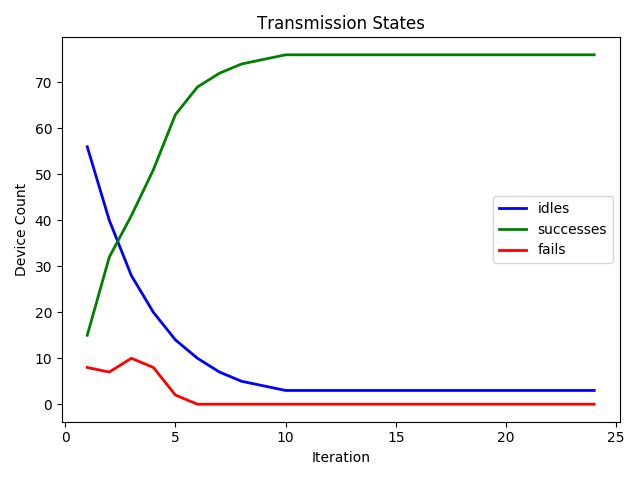 Transmission States
Device Count
70
60
50
40
30
20
10
0
idles
successes
fails
0 5 10 15 20 25
Iteration